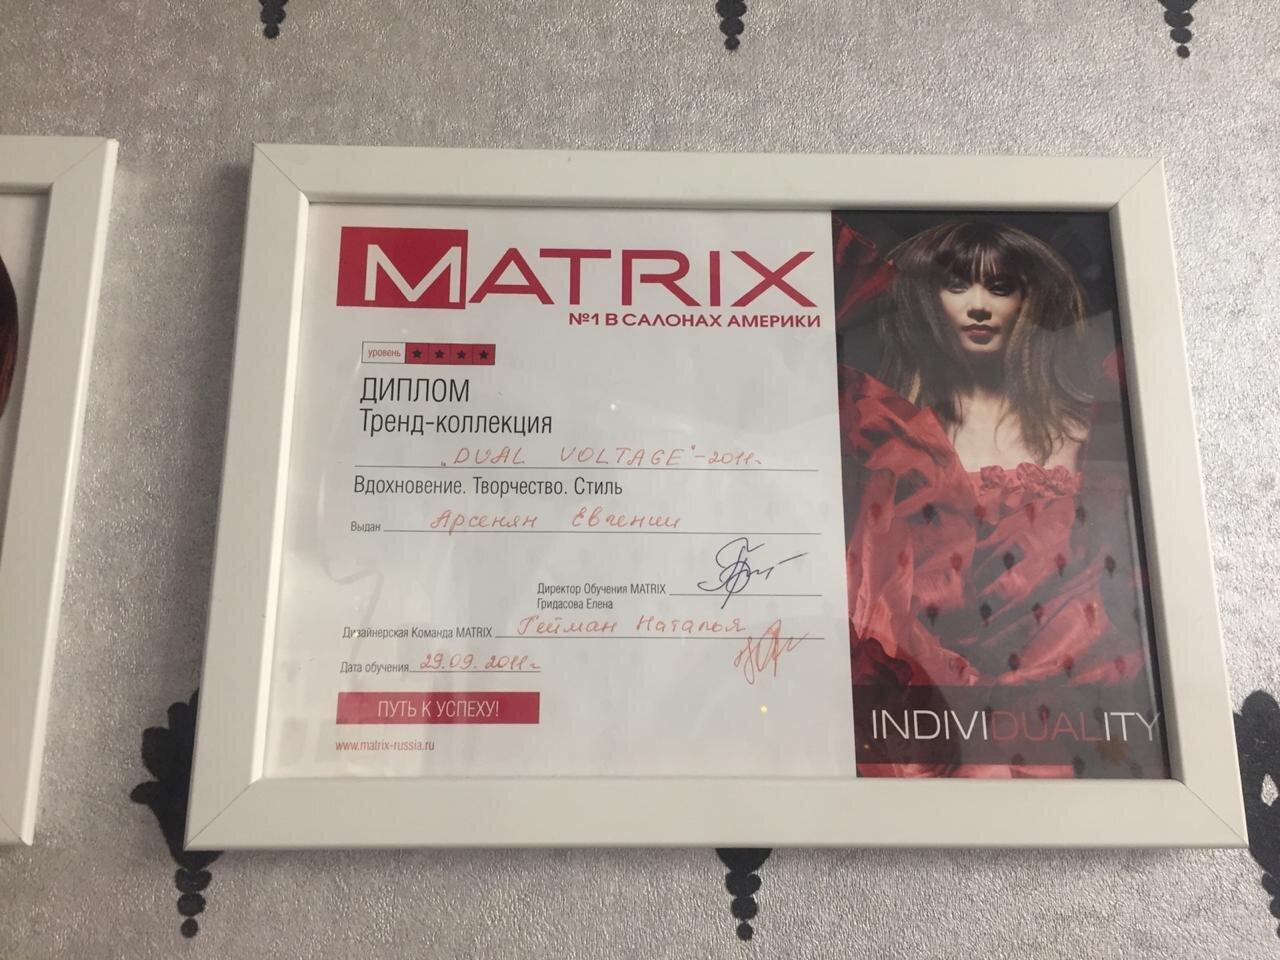 MATRIX
№1 В САЛОНАХ АМЕРИКИ
уровень
ДИПЛОМ
Тренд-коллекция
"DUAL VOLTAGE"-2011г.
Вдохновение. Творчество. Стиль
Выдан Арсенян Евгении
Директор Обучения MATRIX
Гридасова Елена
Дизайнерская Команда MATRIX Гейман Наталья
Дата обучения 29.09.2011г
ПУТЬ К УСПЕХУ!
www.matrix-russia.ru
INDIVIDUALITY